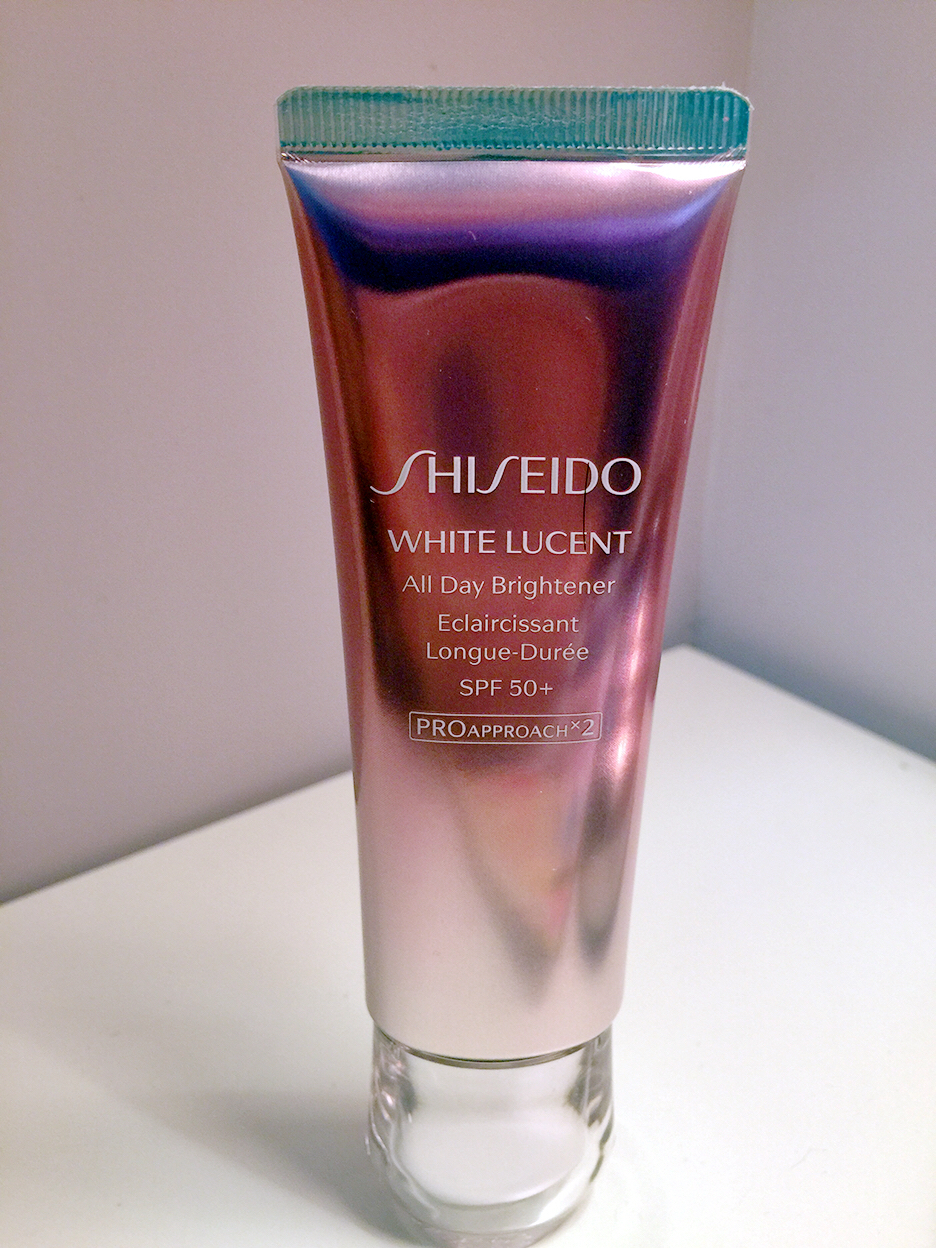 SHISEIDO
WHITE LUCENT
All Day Brightener
Eclaircissant
Longue-Durée
SPF 50+
PROAPPROACH×2